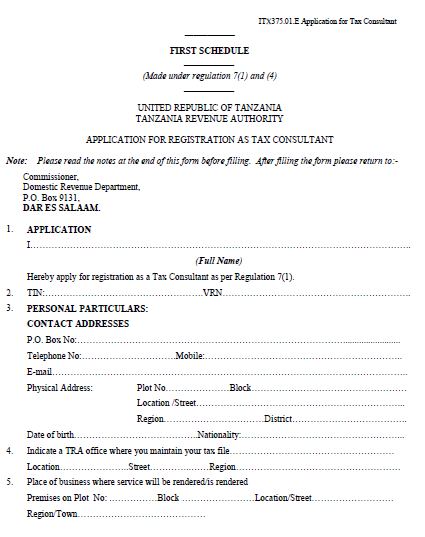 ITX375.01.E Application for Tax Consultant
FIRST SCHEDULE
(Made under regulation 7(1) and (4)
UNITED REPUBLIC OF TANZANIA
TANZANIA REVENUE AUTHORITY
APPLICATION FOR REGISTRATION AS TAX CONSULTANT
Note: Please read the notes at the end of this form before filling. After filling the form please return to:-
Commissioner,
Domestic Revenue Department,
P.O. Box 9131,
DAR ES SALAAM.
1. APPLICATION
I...............................................................................................
(Full Name)
Hereby apply for registration as a Tax Consultant as per Regulation 7(1).
2. TIN:..................................................VRN..................................................
3. PERSONAL PARTICULARS:
CONTACT ADDRESSES
P.O. Box No:...............................................................................................
Telephone No:..............................Mobile:..................................................
E-mail...............................................................................................
Physical Address: Plot No....................Block........................................
Location /Street..................................................
Region..............................District..............................
Date of birth..............................Nationality:........................................
4. Indicate a TRA office where you maintain your tax file........................................
Location....................Street....................Region........................................
5. Place of business where service will be rendered/is rendered
Premises on Plot No:...............Block....................Location/Street....................
Region/Town........................................